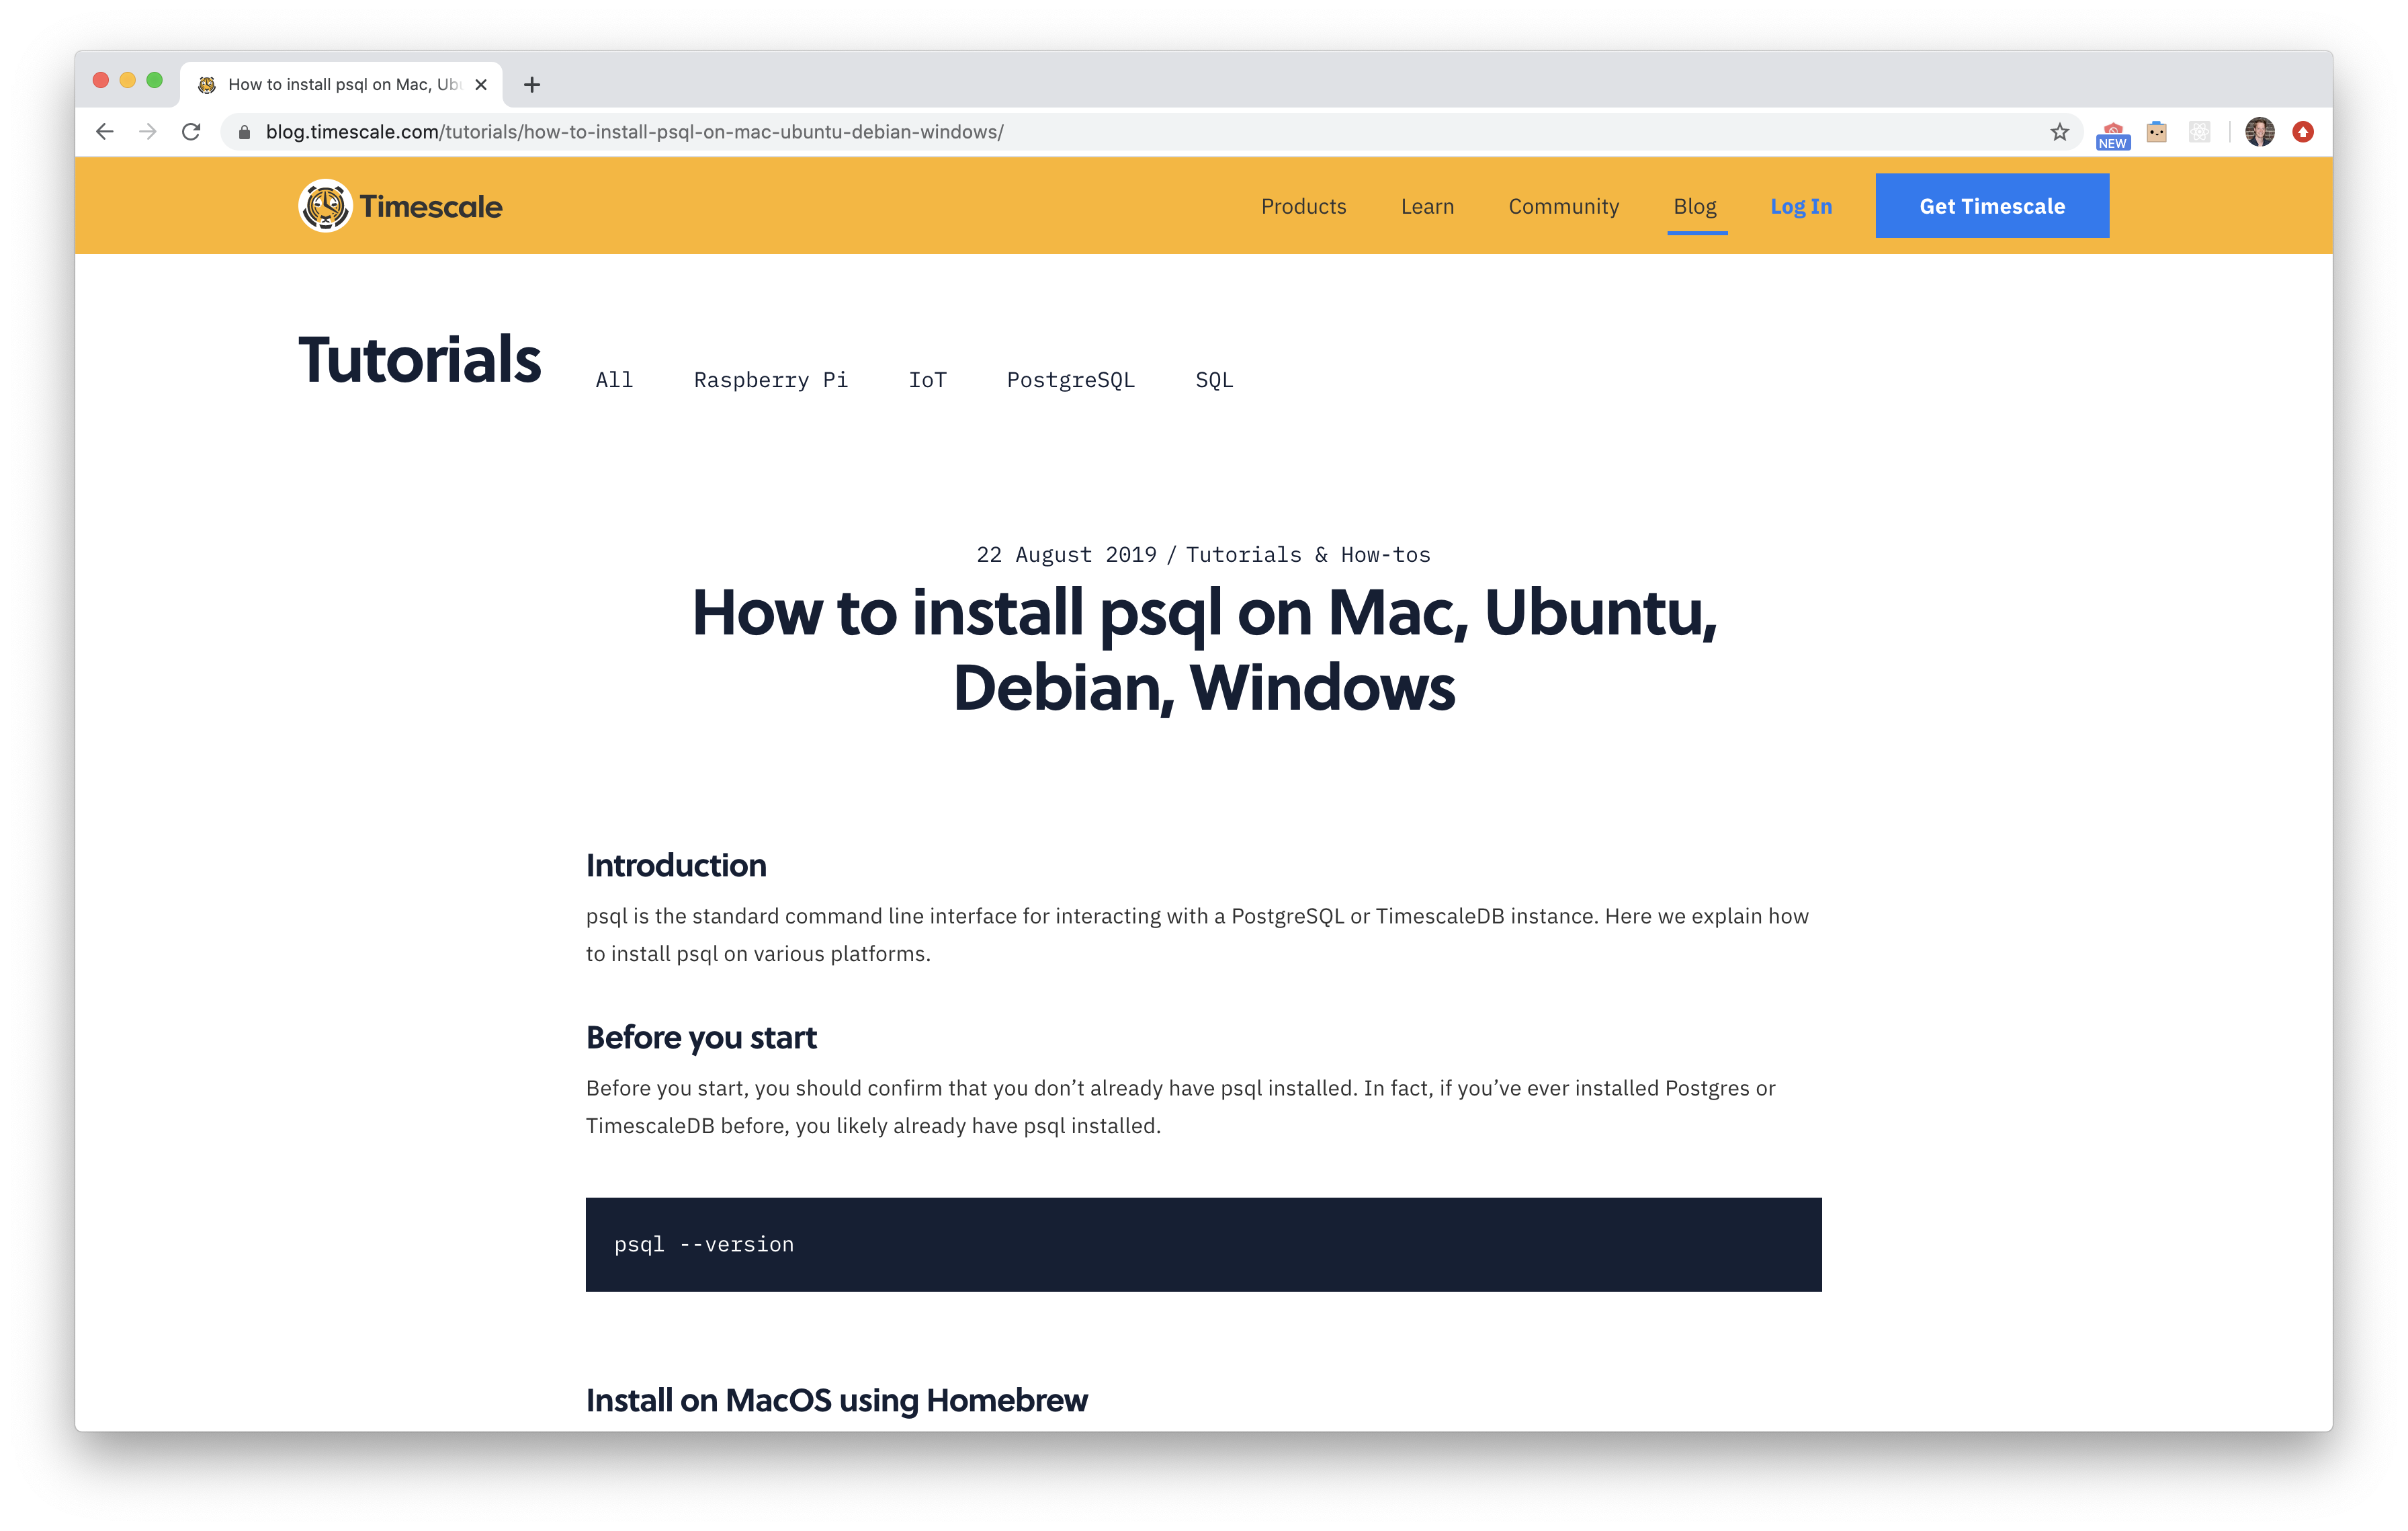 How to install psql on Mac, Ub
blog.timescale.com/tutorials/how-to-install-psql-on-mac-ubuntu-debian-windows/
NEW
Timescale
Products
Learn
Community
Blog
Log In
Get Timescale
Tutorials
All
Raspberry Pi
IoT
PostgreSQL
SQL
22 August 2019 / Tutorials & How-tos
How to install psql on Mac, Ubuntu,
Debian, Windows
Introduction
psql is the standard command line interface for interacting with a PostgreSQL or TimescaleDB instance. Here we explain how
to install psql on various platforms.
Before you start
Before you start, you should confirm that you don’t already have psql installed. In fact, if you’ve ever installed Postgres or
TimescaleDB before, you likely already have psql installed.
psql --version
Install on MacOS using Homebrew